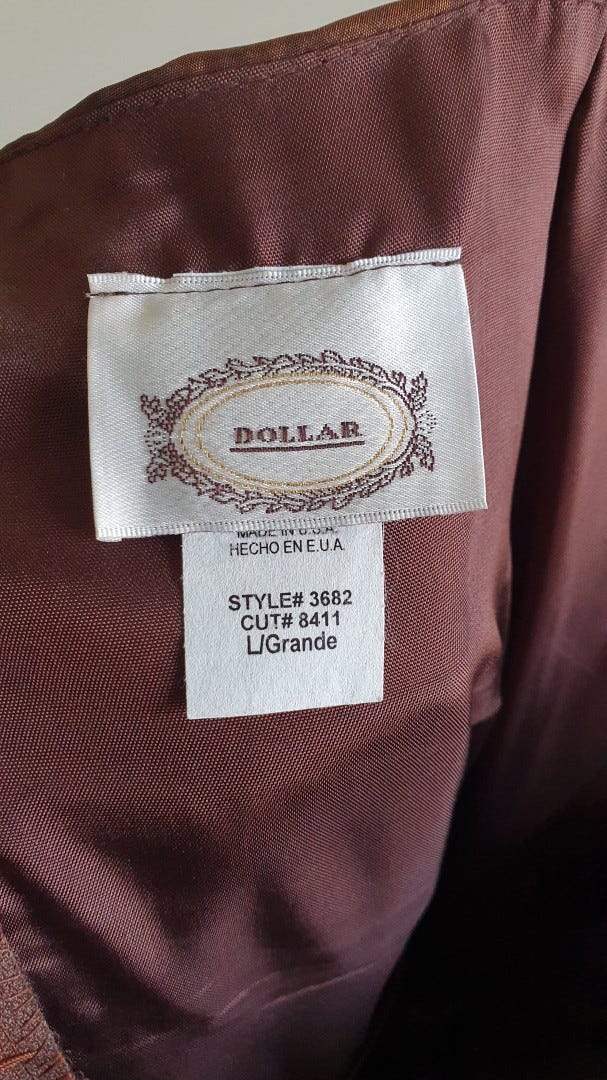 DOLLAR
MADE IN U.S.A.
HECHO EN E.U.A.
STYLE# 3682
CUT# 8411
L/Grande